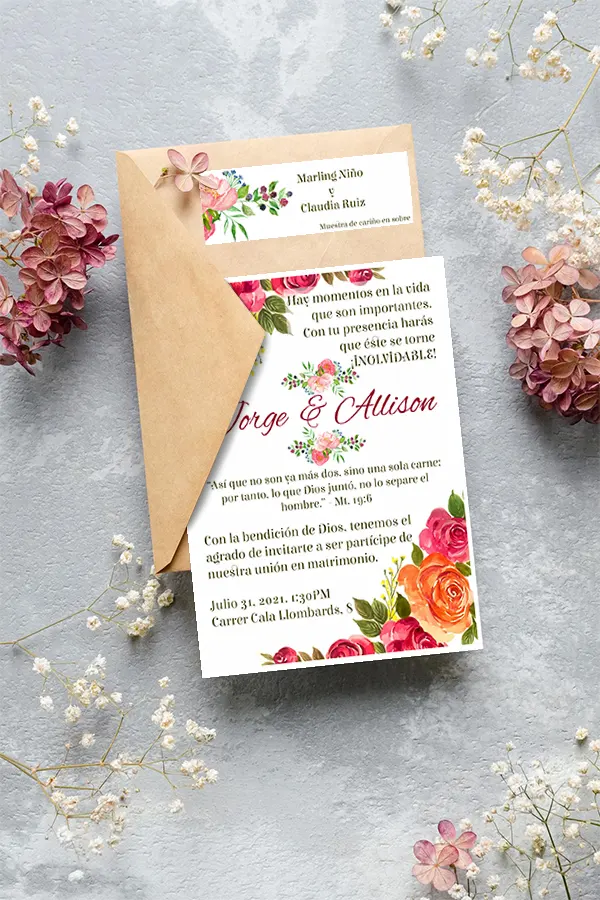 Marling Niño
y
Claudia Ruiz
Muestra de cariño en sobre
Hay momentos en la vida
que son importantes.
Con tu presencia harás
que éste se torne
¡INOLVIDABLE!
Jorge & Allison
"Así que no son ya más dos, sino una sola carne:
por tanto, lo que Dios juntó, no lo separe el
hombre." - Mt. 19:6
Con la bendición de Dios, tenemos el
agrado de invitarte a ser partícipe de
nuestra unión en matrimonio.
Julio 31, 2021, 1:30PM
Carrer Cala Llombards, 8